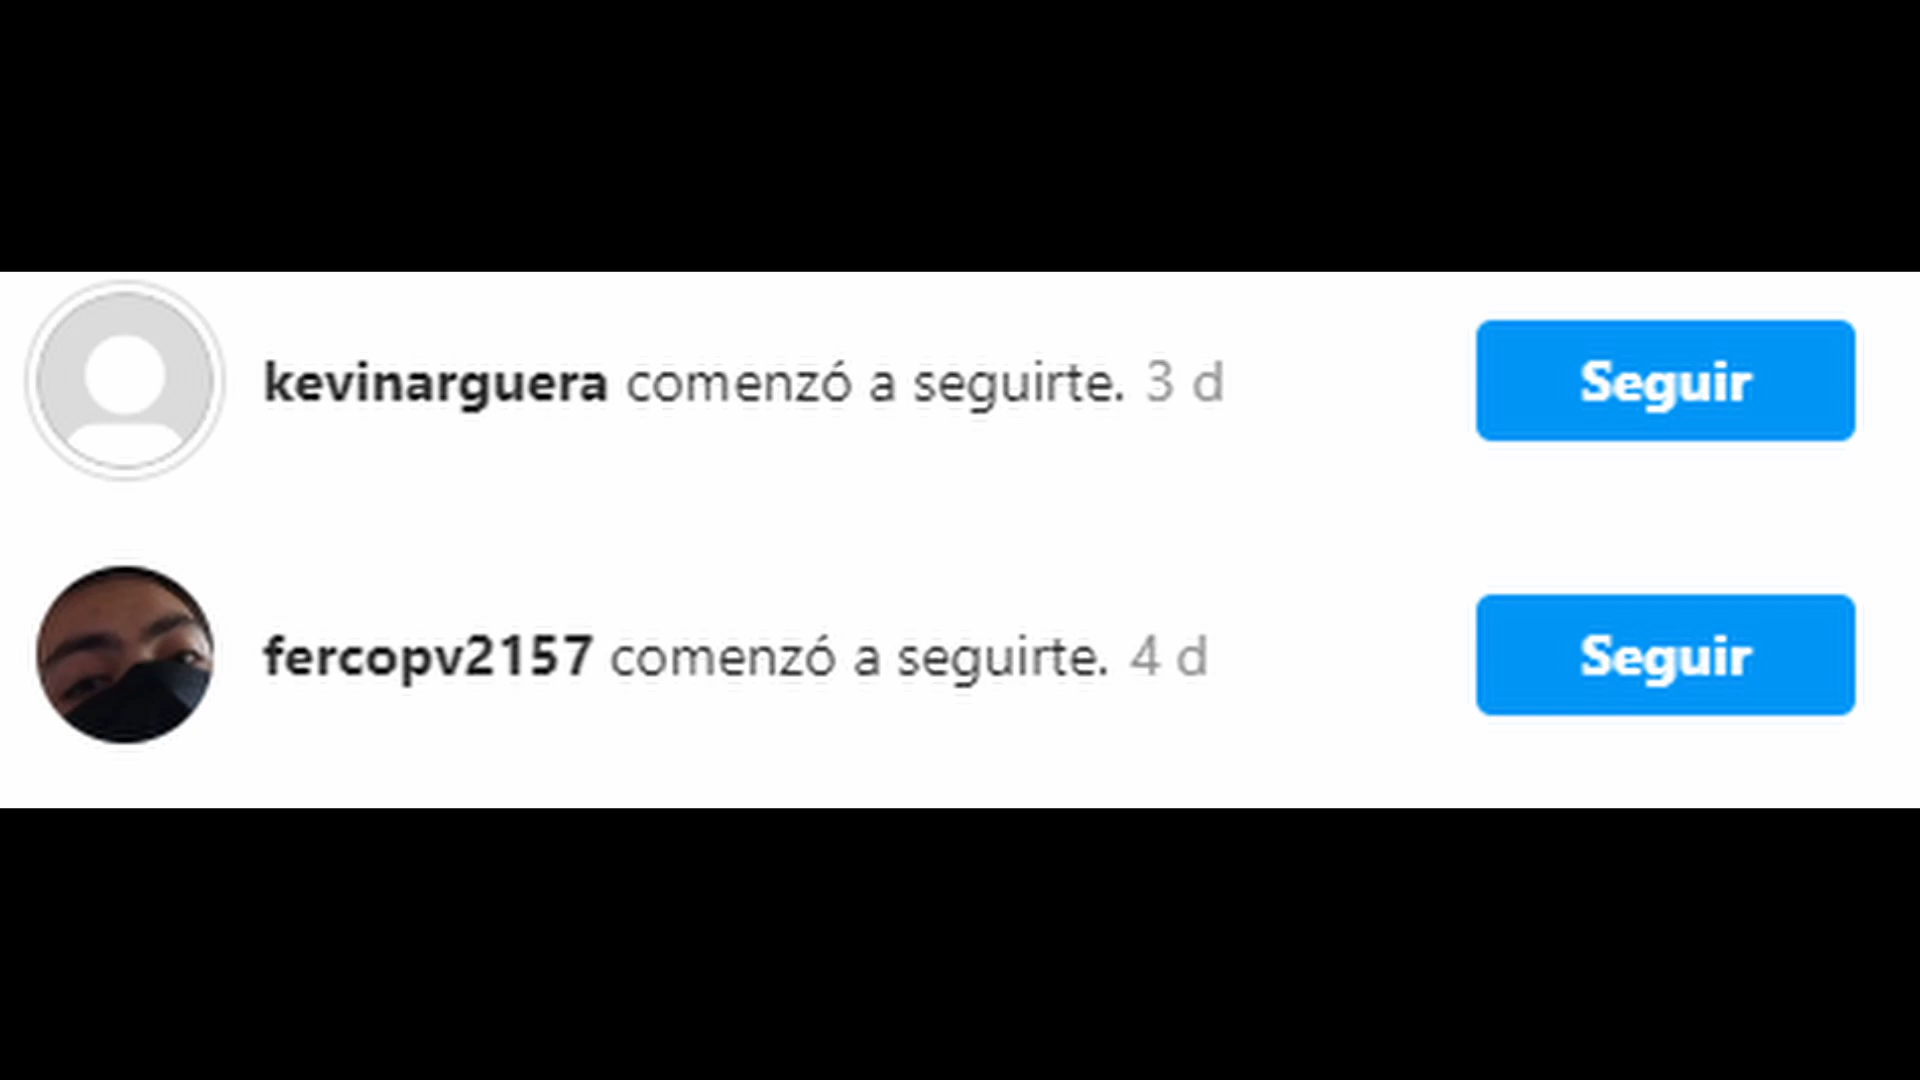 kevinarguera comenzó a seguirte. 3 d Seguir
fercopv2157 comenzó a seguirte. 4 d Seguir